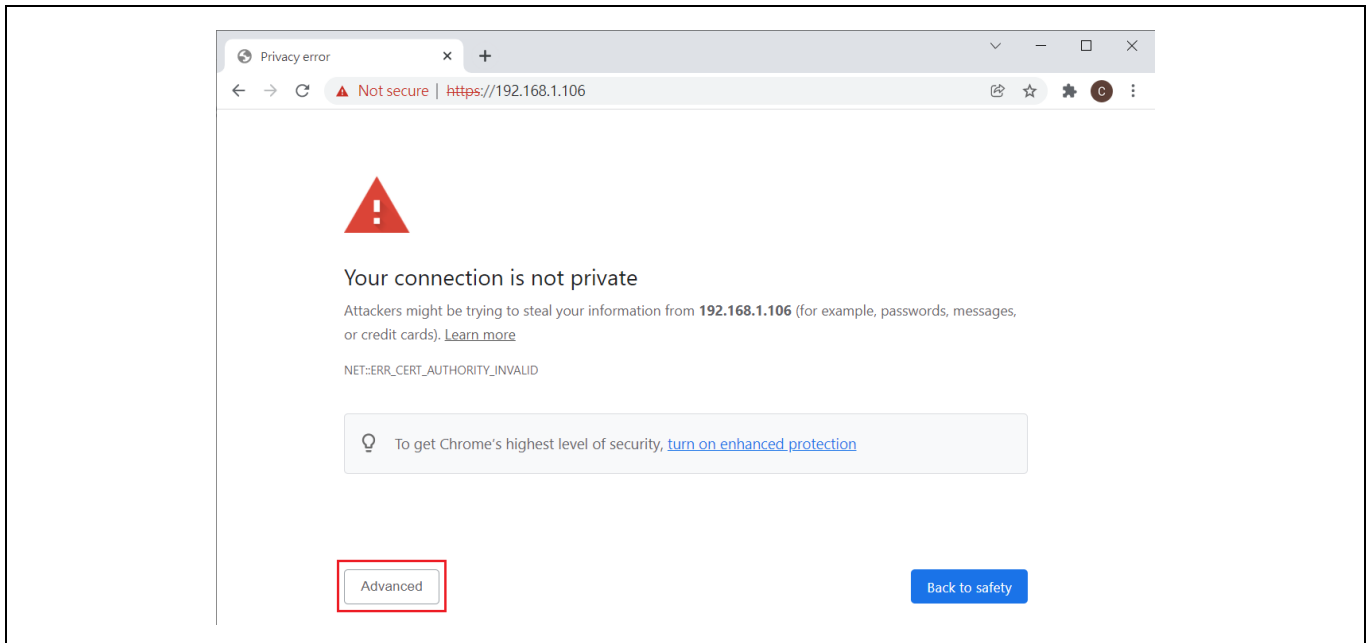 Privacy error
Not secure | https://192.168.1.106
C
Your connection is not private
Attackers might be trying to steal your information from 192.168.1.106 (for example, passwords, messages,
or credit cards). Learn more
NET::ERR_CERT_AUTHORITY_INVALID
To get Chrome's highest level of security, turn on enhanced protection
Advanced
Back to safety